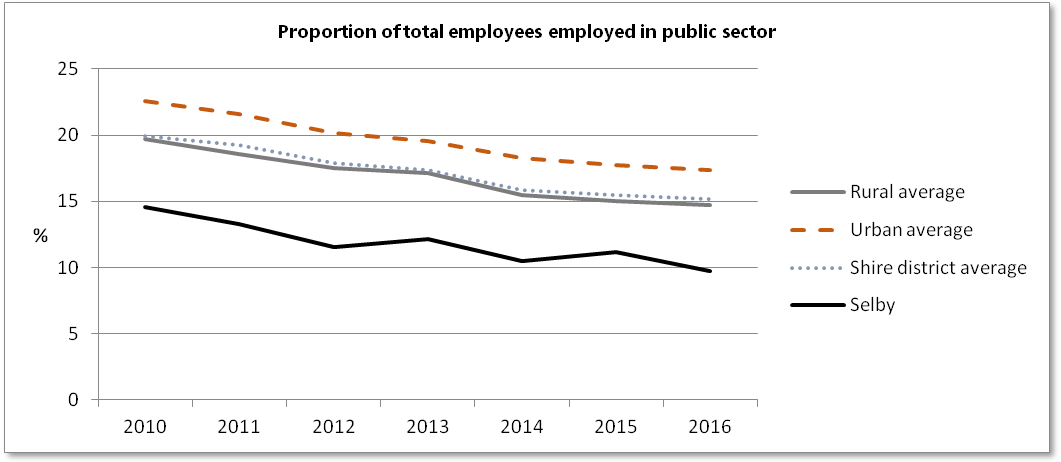 Proportion of total employees employed in public sector
25
20
15
10
5
0
%
2010 2011 2012 2013 2014 2015 2016
Rural average
Urban average
Shire district average
Selby